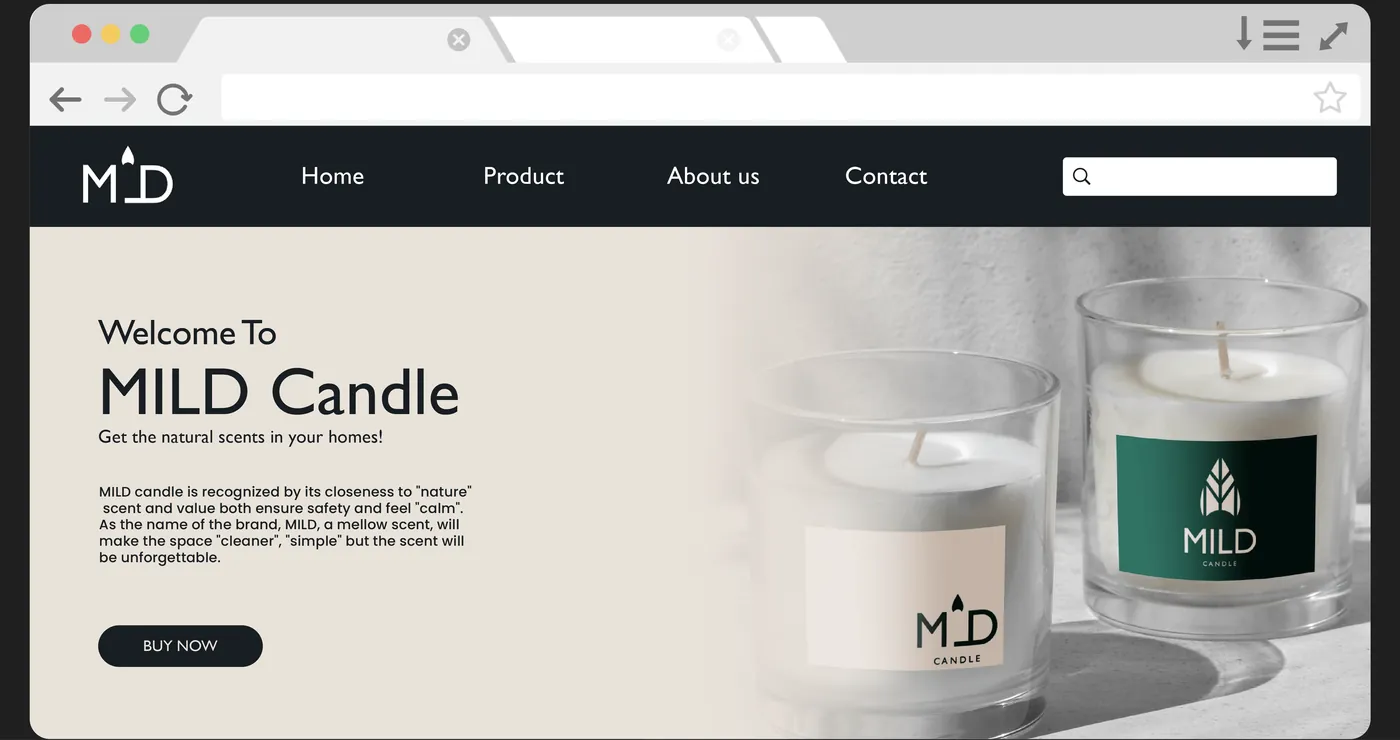 MILD
Home
Product
About us
Contact
Welcome To
MILD Candle
Get the natural scents in your homes!
MILD candle is recognized by its closeness to "nature"
scent and value both ensure safety and feel "calm".
As the name of the brand, MILD, a mellow scent, will
make the space "cleaner", "simple" but the scent will
be unforgettable.
BUY NOW
MILD
CANDLE
MILD
CANDLE